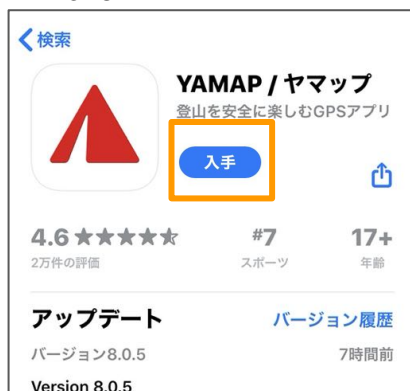 検索
YAMAP / ヤマップ
登山を安全に楽しむGPSアプリ
入手
4.6 ★★★★⯪ #7 17+
2万件の評価 スポーツ 年齢
アップデート バージョン履歴
バージョン8.0.5 7時間前
Version 8.0.5